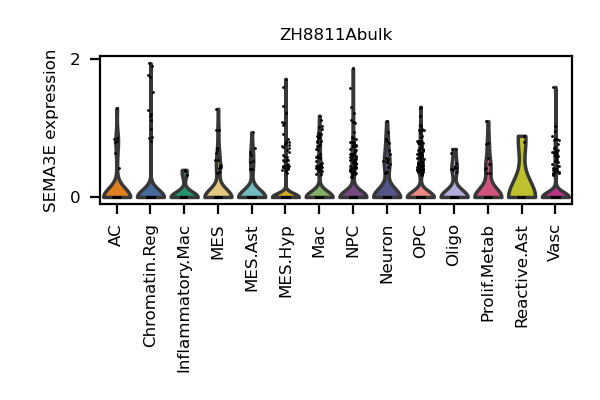 ZH8811Abulk
SEMA3E expression
2
0
AC
Chromatin.Reg
Inflammatory.Mac
MES
MES.Ast
MES.Hyp
Mac
NPC
Neuron
OPC
Oligo
Prolif.Metab
Reactive.Ast
Vasc